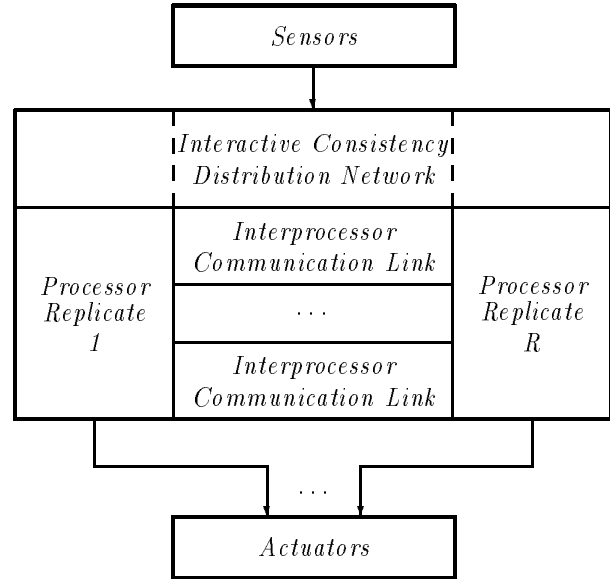 Sensors
Interactive Consistency
Distribution Network
Processor
Replicate
1
Interprocessor
Communication Link
. . .
Interprocessor
Communication Link
Processor
Replicate
R
. . .
Actuators